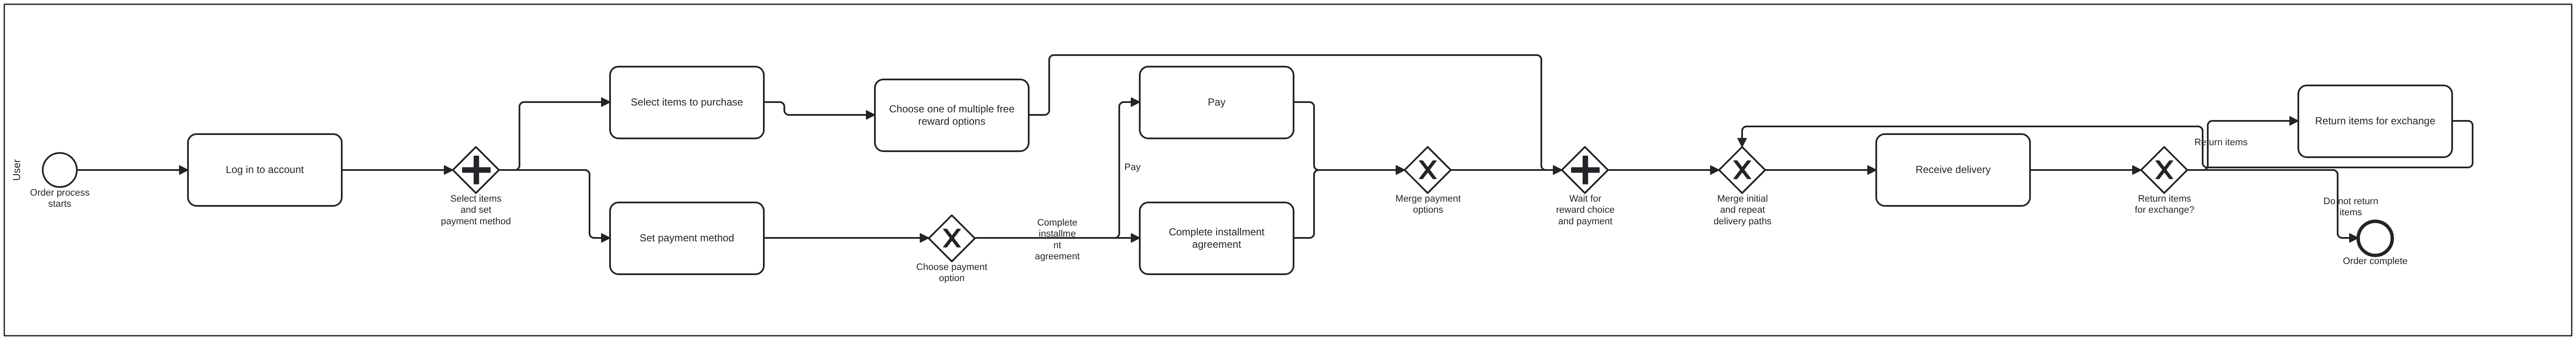 User
Order process
starts
Log in to account
Select items
and set
payment method
Select items to purchase
Set payment method
Choose one of multiple free
reward options
Choose payment
option
Complete
installme
nt
agreement
Pay
Pay
Complete installment
agreement
Merge payment
options
Wait for
reward choice
and payment
Merge initial
and repeat
delivery paths
Receive delivery
Return items
for exchange?
Return items
Return items for exchange
Do not return
items
Order complete